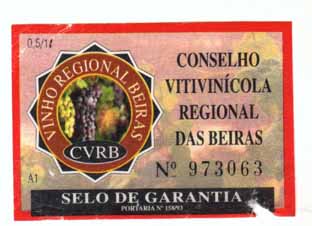 0,5/1ℓ
VINHO REGIONAL BEIRAS
CVRB
A1
CONSELHO
VITIVINÍCOLA
REGIONAL
DAS BEIRAS
Nº 973063
SELO DE GARANTIA
PORTARIA Nº 158/93